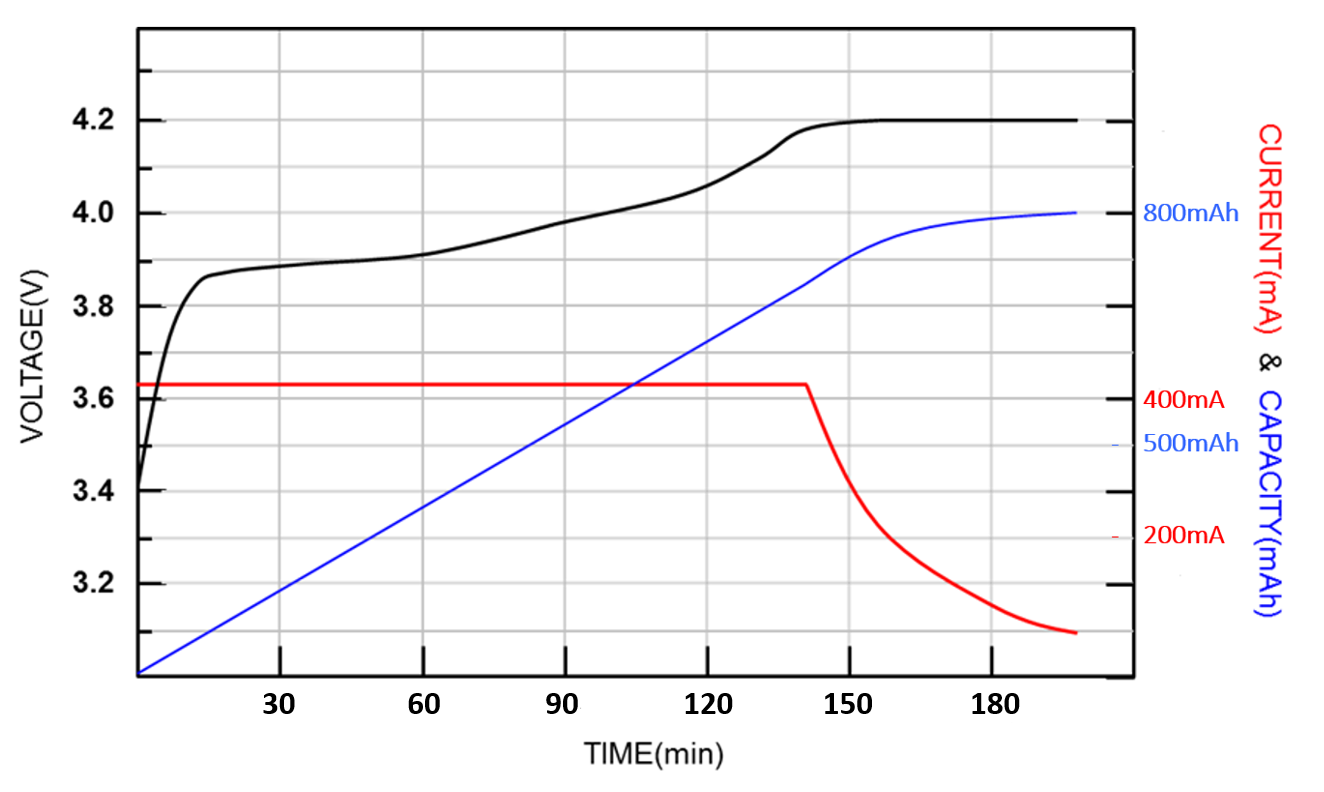 4.2
4.0
3.8
3.6
3.4
3.2
VOLTAGE(V)
30 60 90 120 150 180
TIME(min)
800mAh
400mA
500mAh
200mA
CURRENT(mA) & CAPACITY(mAh)